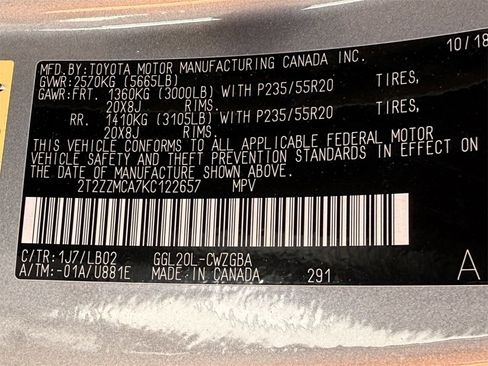 MFD.BY:TOYOTA MOTOR MANUFACTURING CANADA INC. 10/18
GVWR:2570KG (5665LB)
GAWR:FRT. 1360KG (3000LB) WITH P235/55R20 TIRES,
20X8J RIMS.
RR. 1410KG (3105LB) WITH P235/55R20 TIRES,
20X8J RIMS.
THIS VEHICLE CONFORMS TO ALL APPLICABLE FEDERAL MOTOR
VEHICLE SAFETY AND THEFT PREVENTION STANDARDS IN EFFECT ON
THE DATE OF MANUFACTURE SHOWN ABOVE.
2T2ZZMCA7KC122657 MPV
C/TR:1J7/LB02 GGL20L-CWZGBA
A/TM:-01A/U881E MADE IN CANADA 291 A